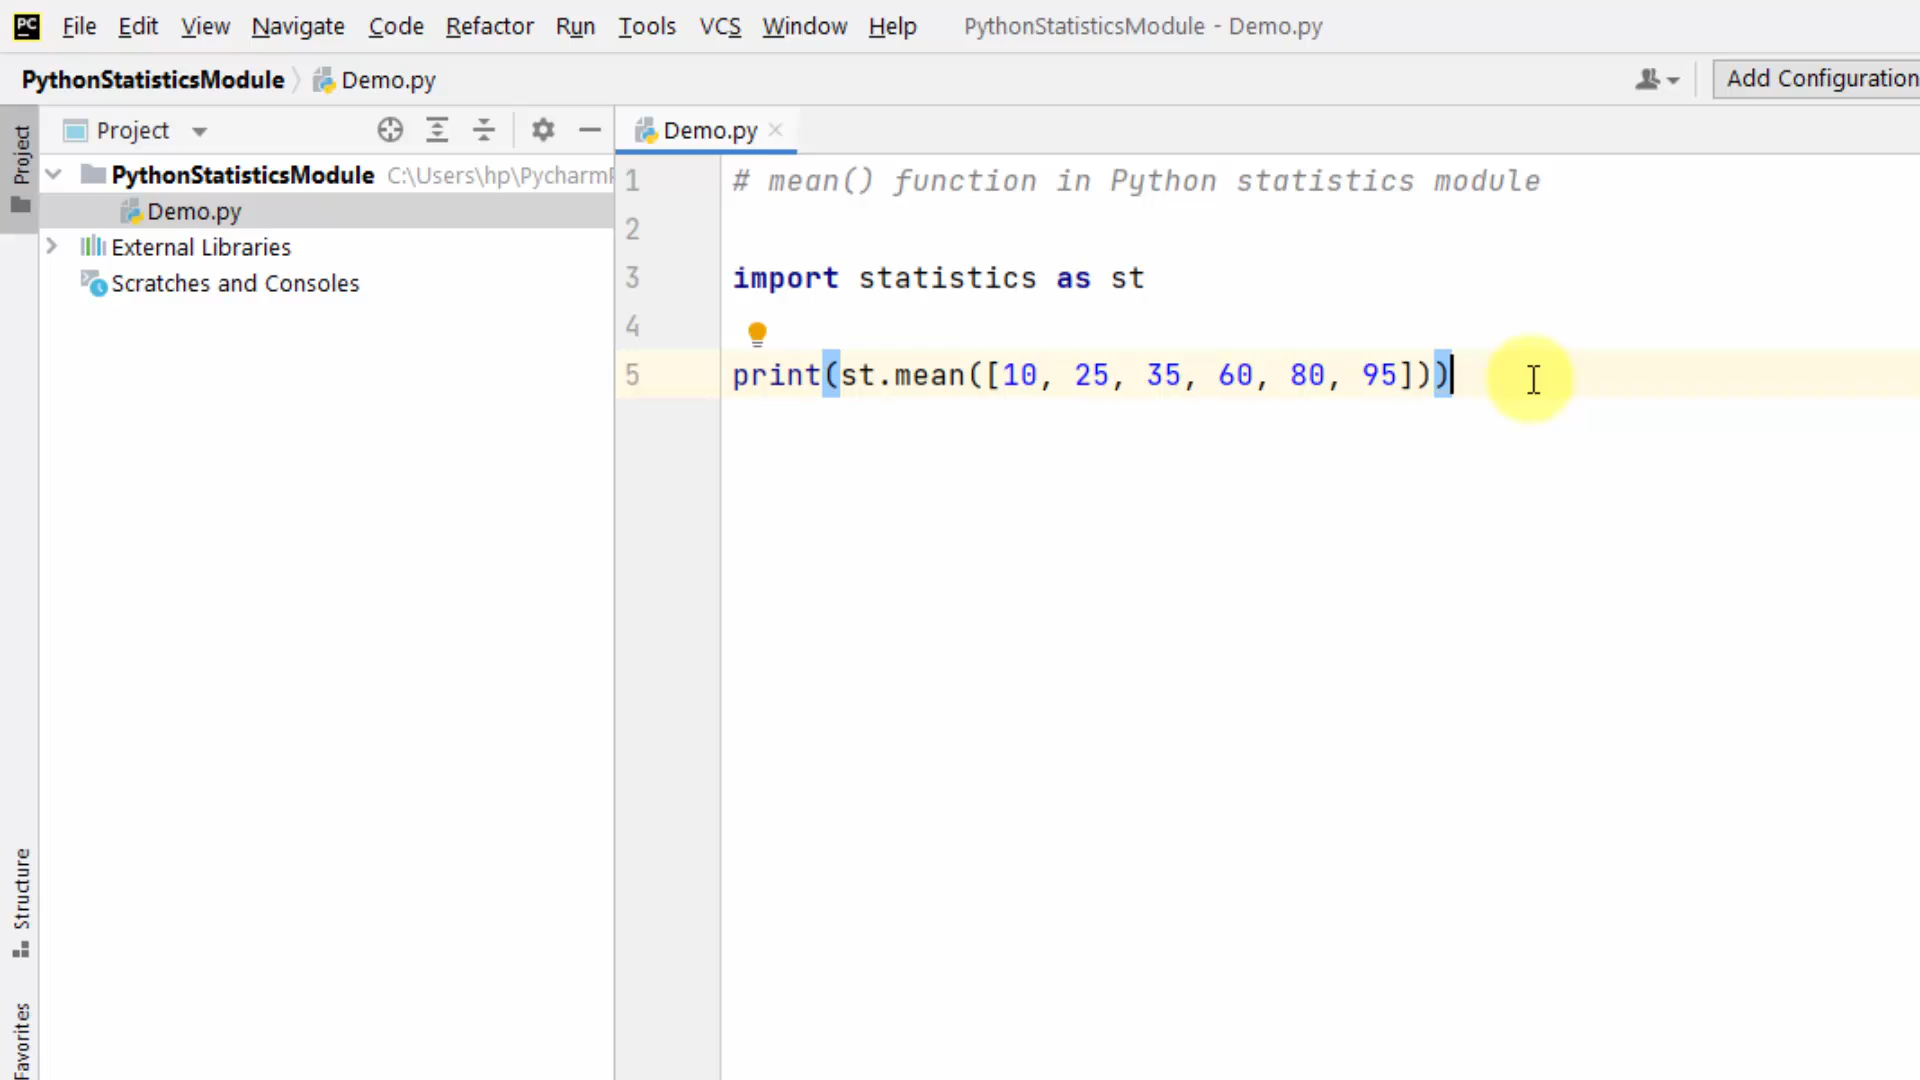 PC File Edit View Navigate Code Refactor Run Tools VCS Window Help PythonStatisticsModule - Demo.py
PythonStatisticsModule Demo.py Add Configuration
Project Project Demo.py
PythonStatisticsModule C:\Users\hp\Pycharm
Demo.py
External Libraries
Scratches and Consoles
1 # mean() function in Python statistics module
2
3 import statistics as st
4
5 print(st.mean([10, 25, 35, 60, 80, 95]))
Structure
Favorites